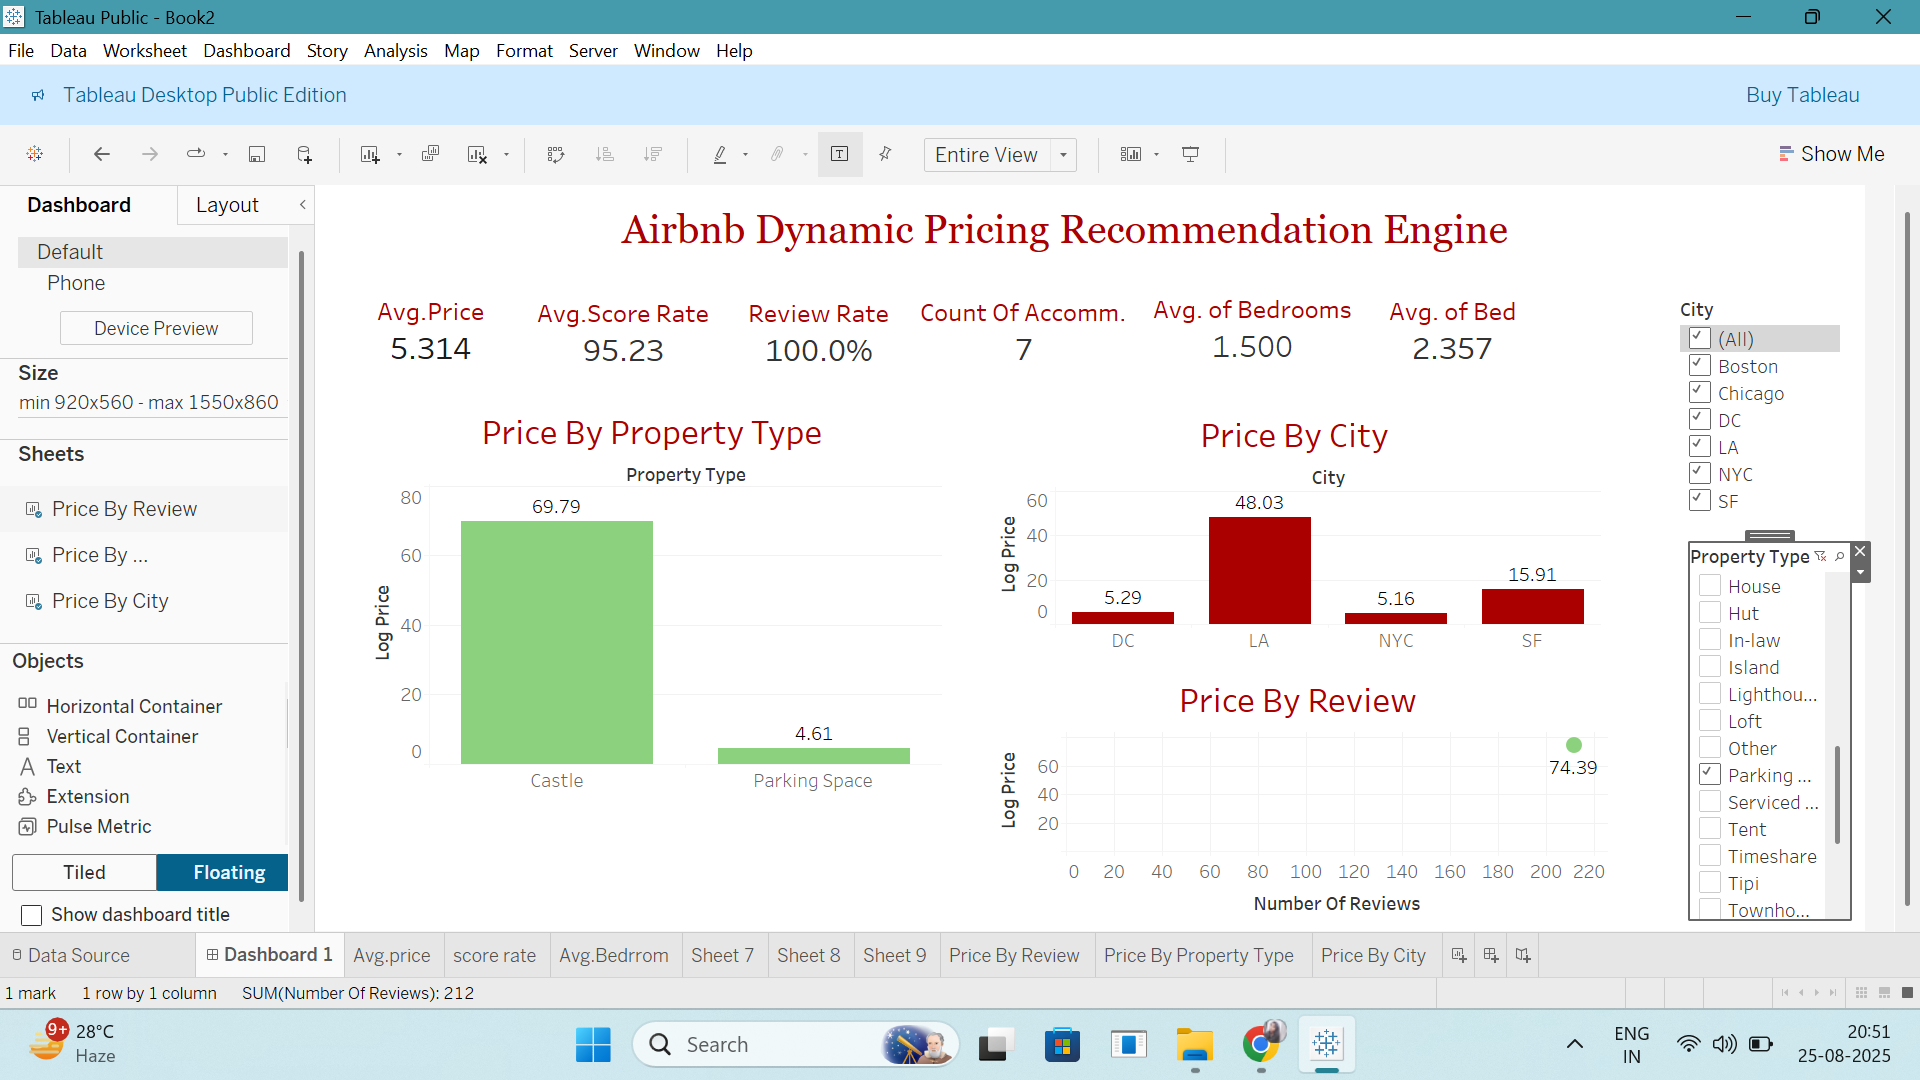 Tableau Public - Book2
File Data Worksheet Dashboard Story Analysis Map Format Server Window Help
Tableau Desktop Public Edition
Buy Tableau
Entire View
Show Me
Dashboard
Layout
Default
Phone
Device Preview
Size
min 920x560 - max 1550x860
Sheets
Price By Review
Price By ...
Price By City
Objects
Horizontal Container
Vertical Container
Text
Extension
Pulse Metric
Tiled
Floating
Show dashboard title
Airbnb Dynamic Pricing Recommendation Engine
Avg.Price
5.314
Avg.Score Rate
95.23
Review Rate
100.0%
Count Of Accomm.
7
Avg. of Bedrooms
1.500
Avg. of Bed
2.357
Price By Property Type
Property Type
Log Price
80
60
40
20
0
69.79
4.61
Castle
Parking Space
Price By City
City
Log Price
60
40
20
0
5.29
48.03
5.16
15.91
DC
LA
NYC
SF
Price By Review
Log Price
60
40
20
74.39
0 20 40 60 80 100 120 140 160 180 200 220
Number Of Reviews
City
(All)
Boston
Chicago
DC
LA
NYC
SF
Property Type
House
Hut
In-law
Island
Lighthou...
Loft
Other
Parking ...
Serviced ...
Tent
Timeshare
Tipi
Townho...
Data Source
Dashboard 1
Avg.price
score rate
Avg.Bedrrom
Sheet 7
Sheet 8
Sheet 9
Price By Review
Price By Property Type
Price By City
1 mark 1 row by 1 column SUM(Number Of Reviews): 212
9+
28°C
Haze
Search
ENG
IN
20:51
25-08-2025